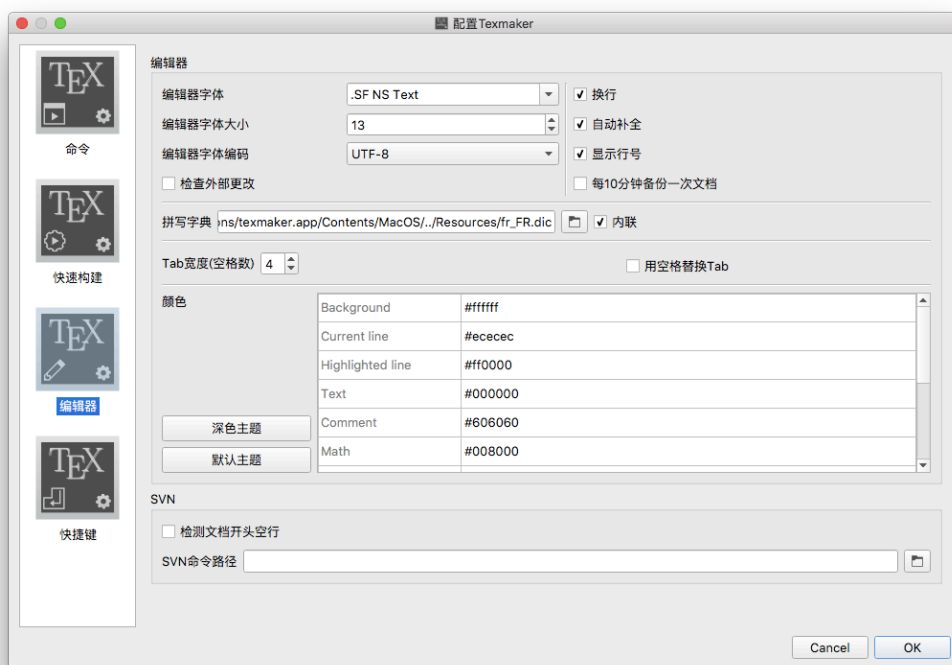 配置Texmaker
TEX
命令
TEX
快速构建
TEX
编辑器
TEX
快捷键
编辑器
编辑器字体 .SF NS Text 换行
编辑器字体大小 13 自动补全
编辑器字体编码 UTF-8 显示行号
检查外部更改 每10分钟备份一次文档
拼写字典 ons/texmaker.app/Contents/MacOS/../Resources/fr_FR.dic 内联
Tab宽度(空格数) 4 用空格替换Tab
颜色
Background #ffffff
Current line #ececec
Highlighted line #ff0000
Text #000000
Comment #606060
Math #008000
深色主题
默认主题
SVN
检测文档开头空行
SVN命令路径
Cancel OK